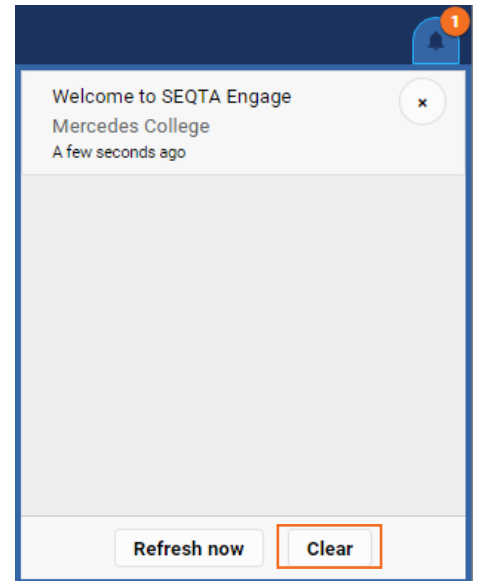 1
Welcome to SEQTA Engage
×
Mercedes College
A few seconds ago
Refresh now
Clear